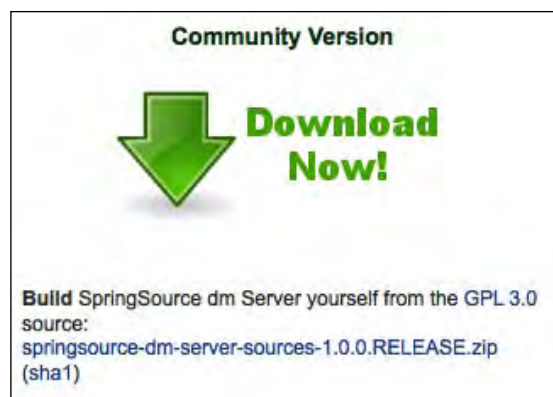 Community Version
Download
Now!
Build SpringSource dm Server yourself from the GPL 3.0
source:
springsource-dm-server-sources-1.0.0.RELEASE.zip
(sha1)